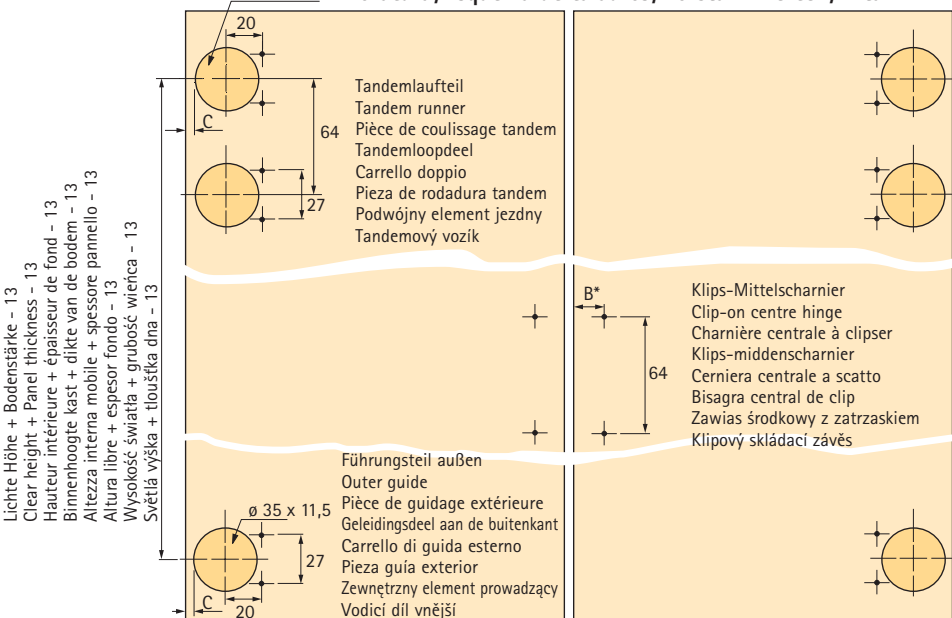 20
C
64
27
Tandemlaufteil
Tandem runner
Pièce de coulissage tandem
Tandemloopdeel
Carrello doppio
Pieza de rodadura tandem
Podwójny element jezdny
Tandemový vozík
Lichte Höhe + Bodenstärke - 13
Clear height + Panel thickness - 13
Hauteur intérieure + épaisseur de fond - 13
Binnenhoogte kast + dikte van de bodem - 13
Altezza interna mobile + spessore pannello - 13
Altura libre + espesor fondo - 13
Wysokość światła + grubość wieńca - 13
Světlá výška + tloušťka dna - 13
B*
64
Klips-Mittelscharnier
Clip-on centre hinge
Charnière centrale à clipser
Klips-middenscharnier
Cerniera centrale a scatto
Bisagra central de clip
Zawias środkowy z zatrzaskiem
Klipový skládací závěs
Führungsteil außen
Outer guide
Pièce de guidage extérieure
Geleidingsdeel aan de buitenkant
Carrello di guida esterno
Pieza guía exterior
Zewnętrzny element prowadzący
Vodicí díl vnější
ø 35 x 11,5
27
C
20